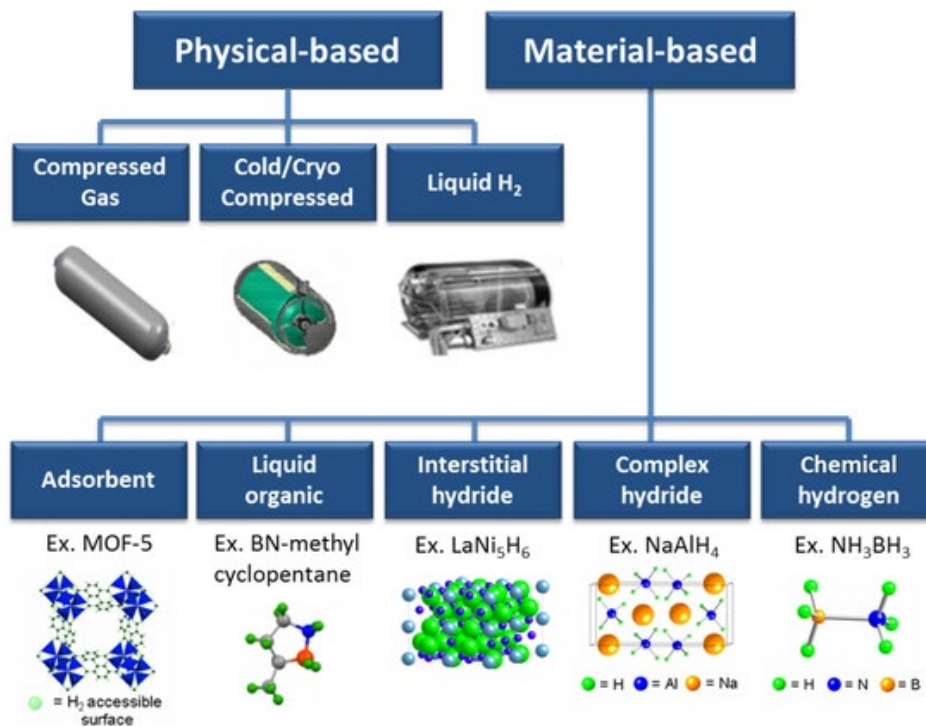 Physical-based
Material-based
Compressed
Gas
Cold/Cryo
Compressed
Liquid H₂
Adsorbent
Liquid
organic
Interstitial
hydride
Complex
hydride
Chemical
hydrogen
Ex. MOF-5
Ex. BN-methyl
cyclopentane
Ex. LaNi₅H₆
Ex. NaAlH₄
Ex. NH₃BH₃
= H₂ accessible
surface
= H = Al = Na
= H = N = B